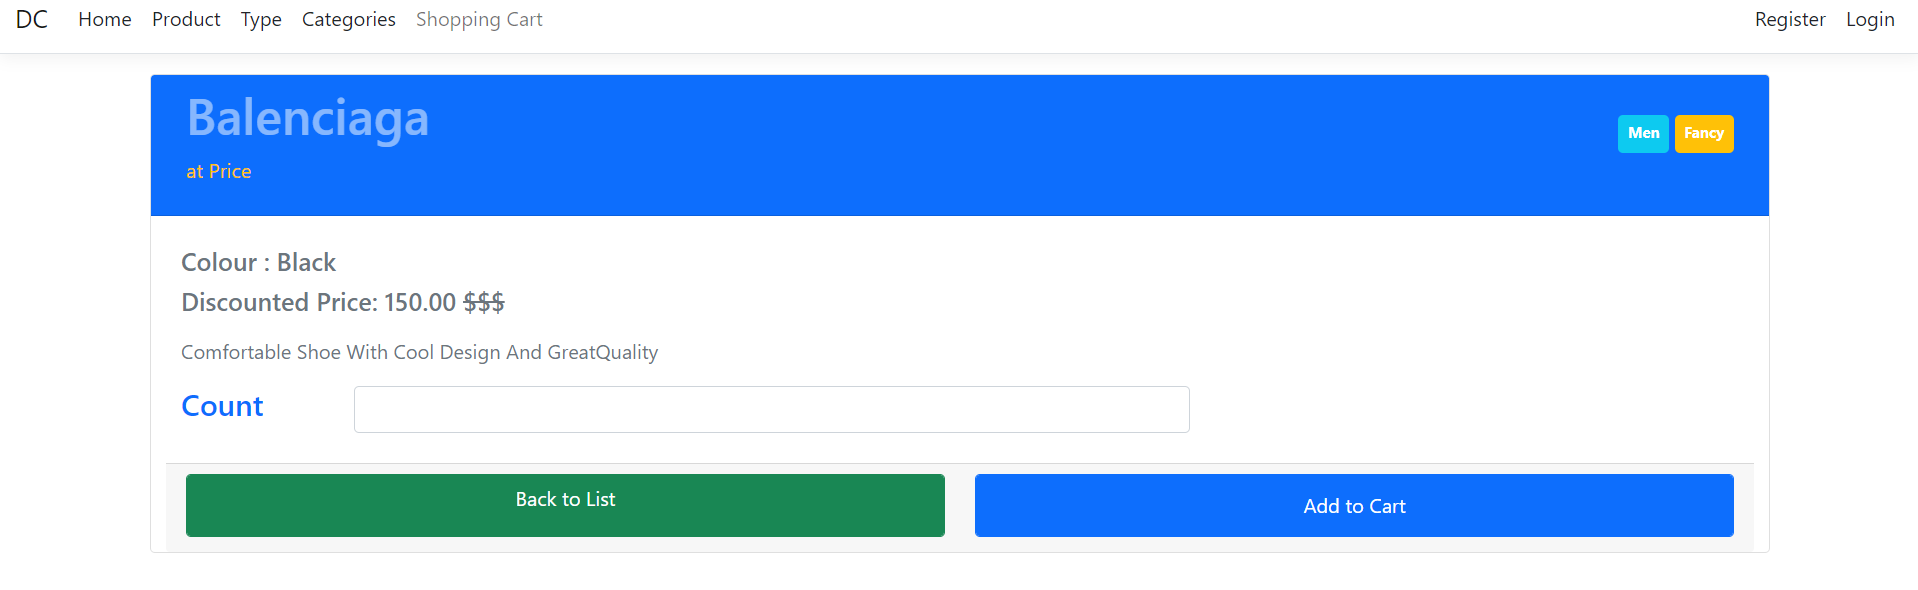 DC Home Product Type Categories Shopping Cart Register Login
Balenciaga
Men Fancy
at Price
Colour : Black
Discounted Price: 150.00 $$$
Comfortable Shoe With Cool Design And GreatQuality
Count
Back to List Add to Cart